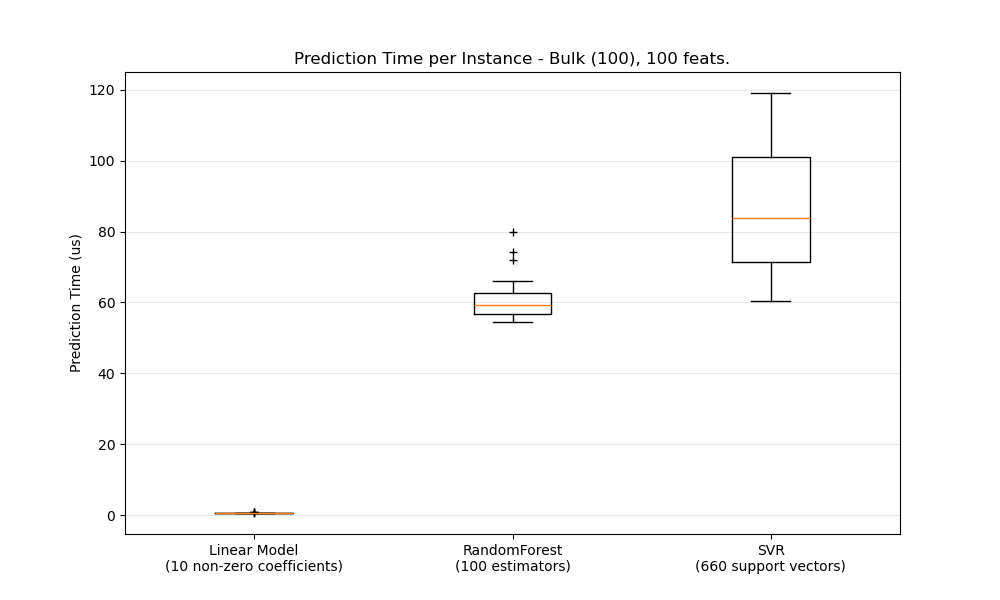 Prediction Time per Instance - Bulk (100), 100 feats.
120
100
80
60
40
20
0
Prediction Time (us)
Linear Model
(10 non-zero coefficients)
RandomForest
(100 estimators)
SVR
(660 support vectors)